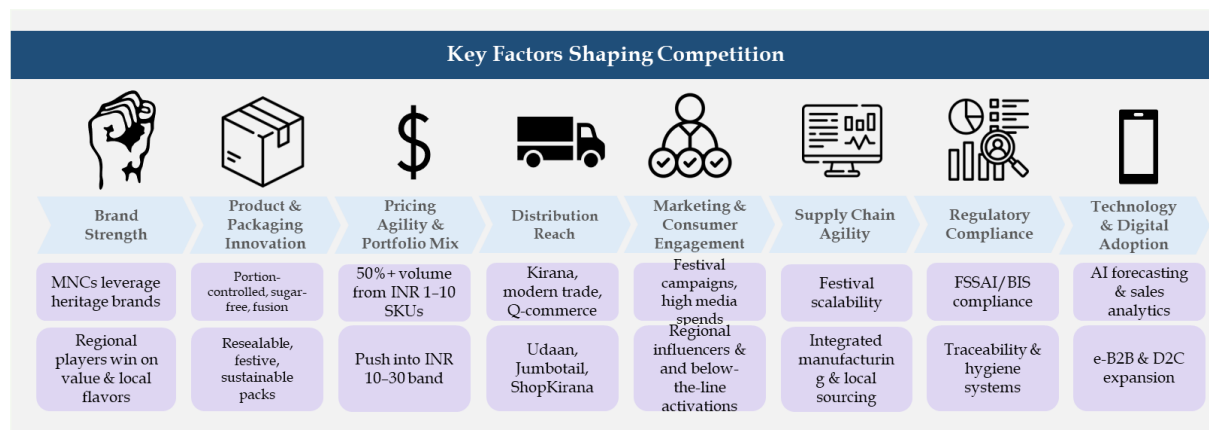 Key Factors Shaping Competition
Brand
Strength
Product &
Packaging
Innovation
Pricing
Agility &
Portfolio Mix
Distribution
Reach
Marketing &
Consumer
Engagement
Supply Chain
Agility
Regulatory
Compliance
Technology
& Digital
Adoption
MNCs leverage
heritage brands
Portion-
controlled, sugar-
free, fusion
50%+ volume
from INR 1–10
SKUs
Kirana,
modern trade,
Q-commerce
Festival
campaigns,
high media
spends
Festival
scalability
FSSAI/BIS
compliance
AI forecasting
& sales
analytics
Regional
players win on
value & local
flavors
Resealable,
festive,
sustainable
packs
Push into INR
10–30 band
Udaan,
Jumbotail,
ShopKirana
Regional
influencers &
and below-
the-line
activations
Integrated
manufacturin
g & local
sourcing
Traceability &
hygiene
systems
e-B2B & D2C
expansion